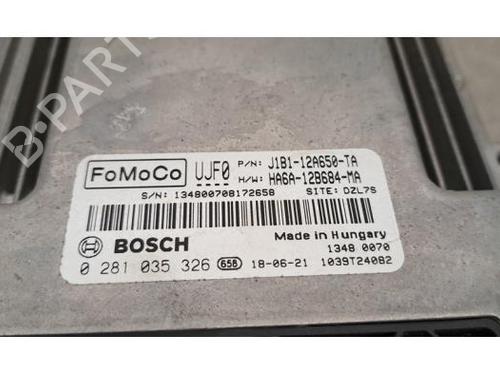 B-PARTS
FoMoCo UJF0 P/N: J1B1-12A650-TA
H/W: HA6A-12B684-MA
S/N: 134800708172658 SITE: DZL7S
BOSCH Made in Hungary
1348 0070
0 281 035 326 658 18-06-21 1039T24082